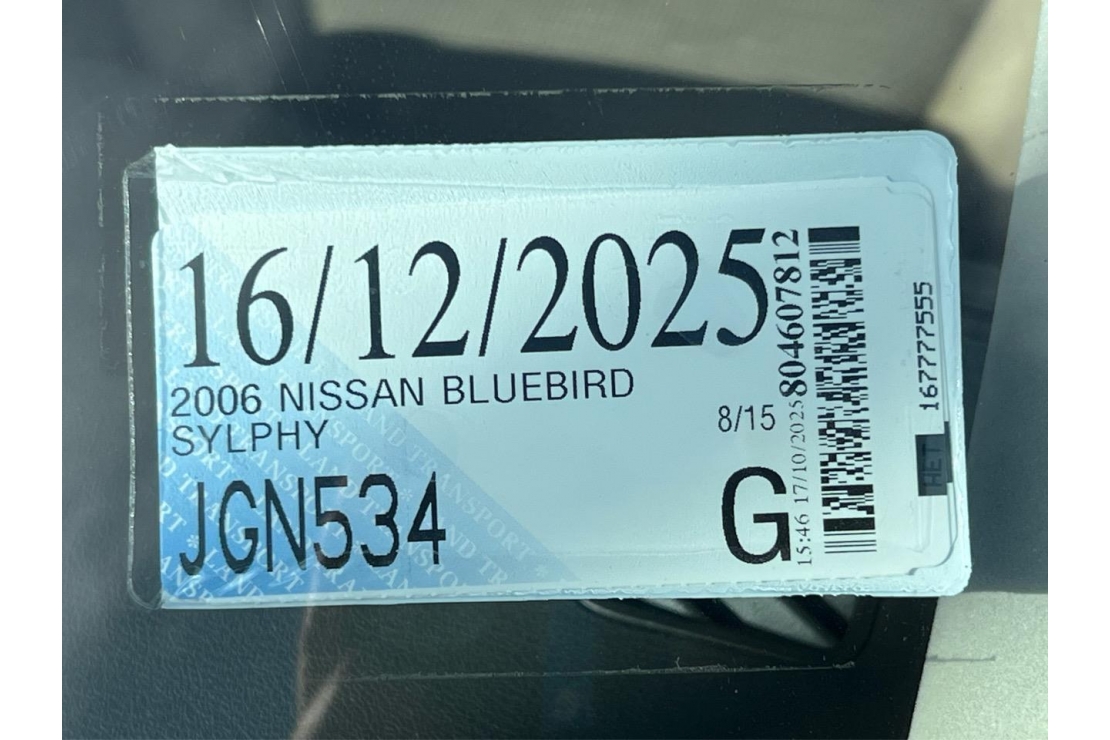 16/12/2025
2006 NISSAN BLUEBIRD
SYLPHY
8/15
JGN534
G
15:46 17/10/2025 804607812
167777555
HET